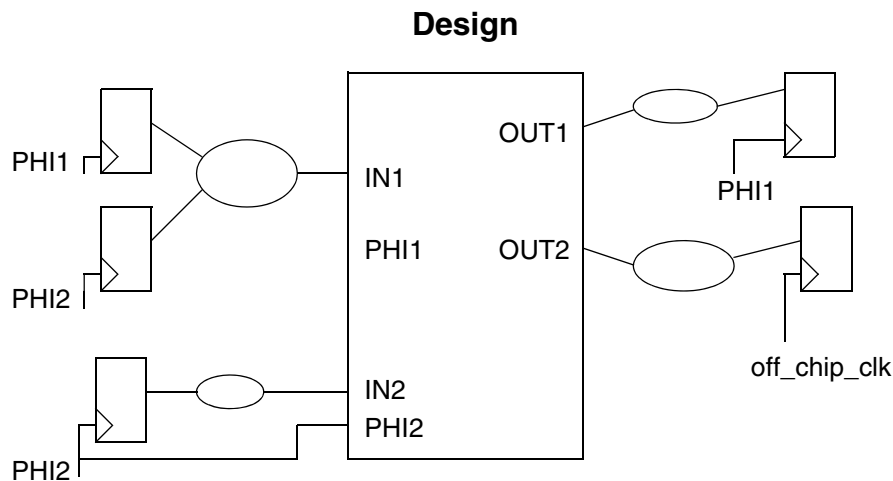 Design
PHI1
IN1
PHI1
PHI2
IN2
PHI2
PHI2
OUT1
OUT2
PHI1
off_chip_clk